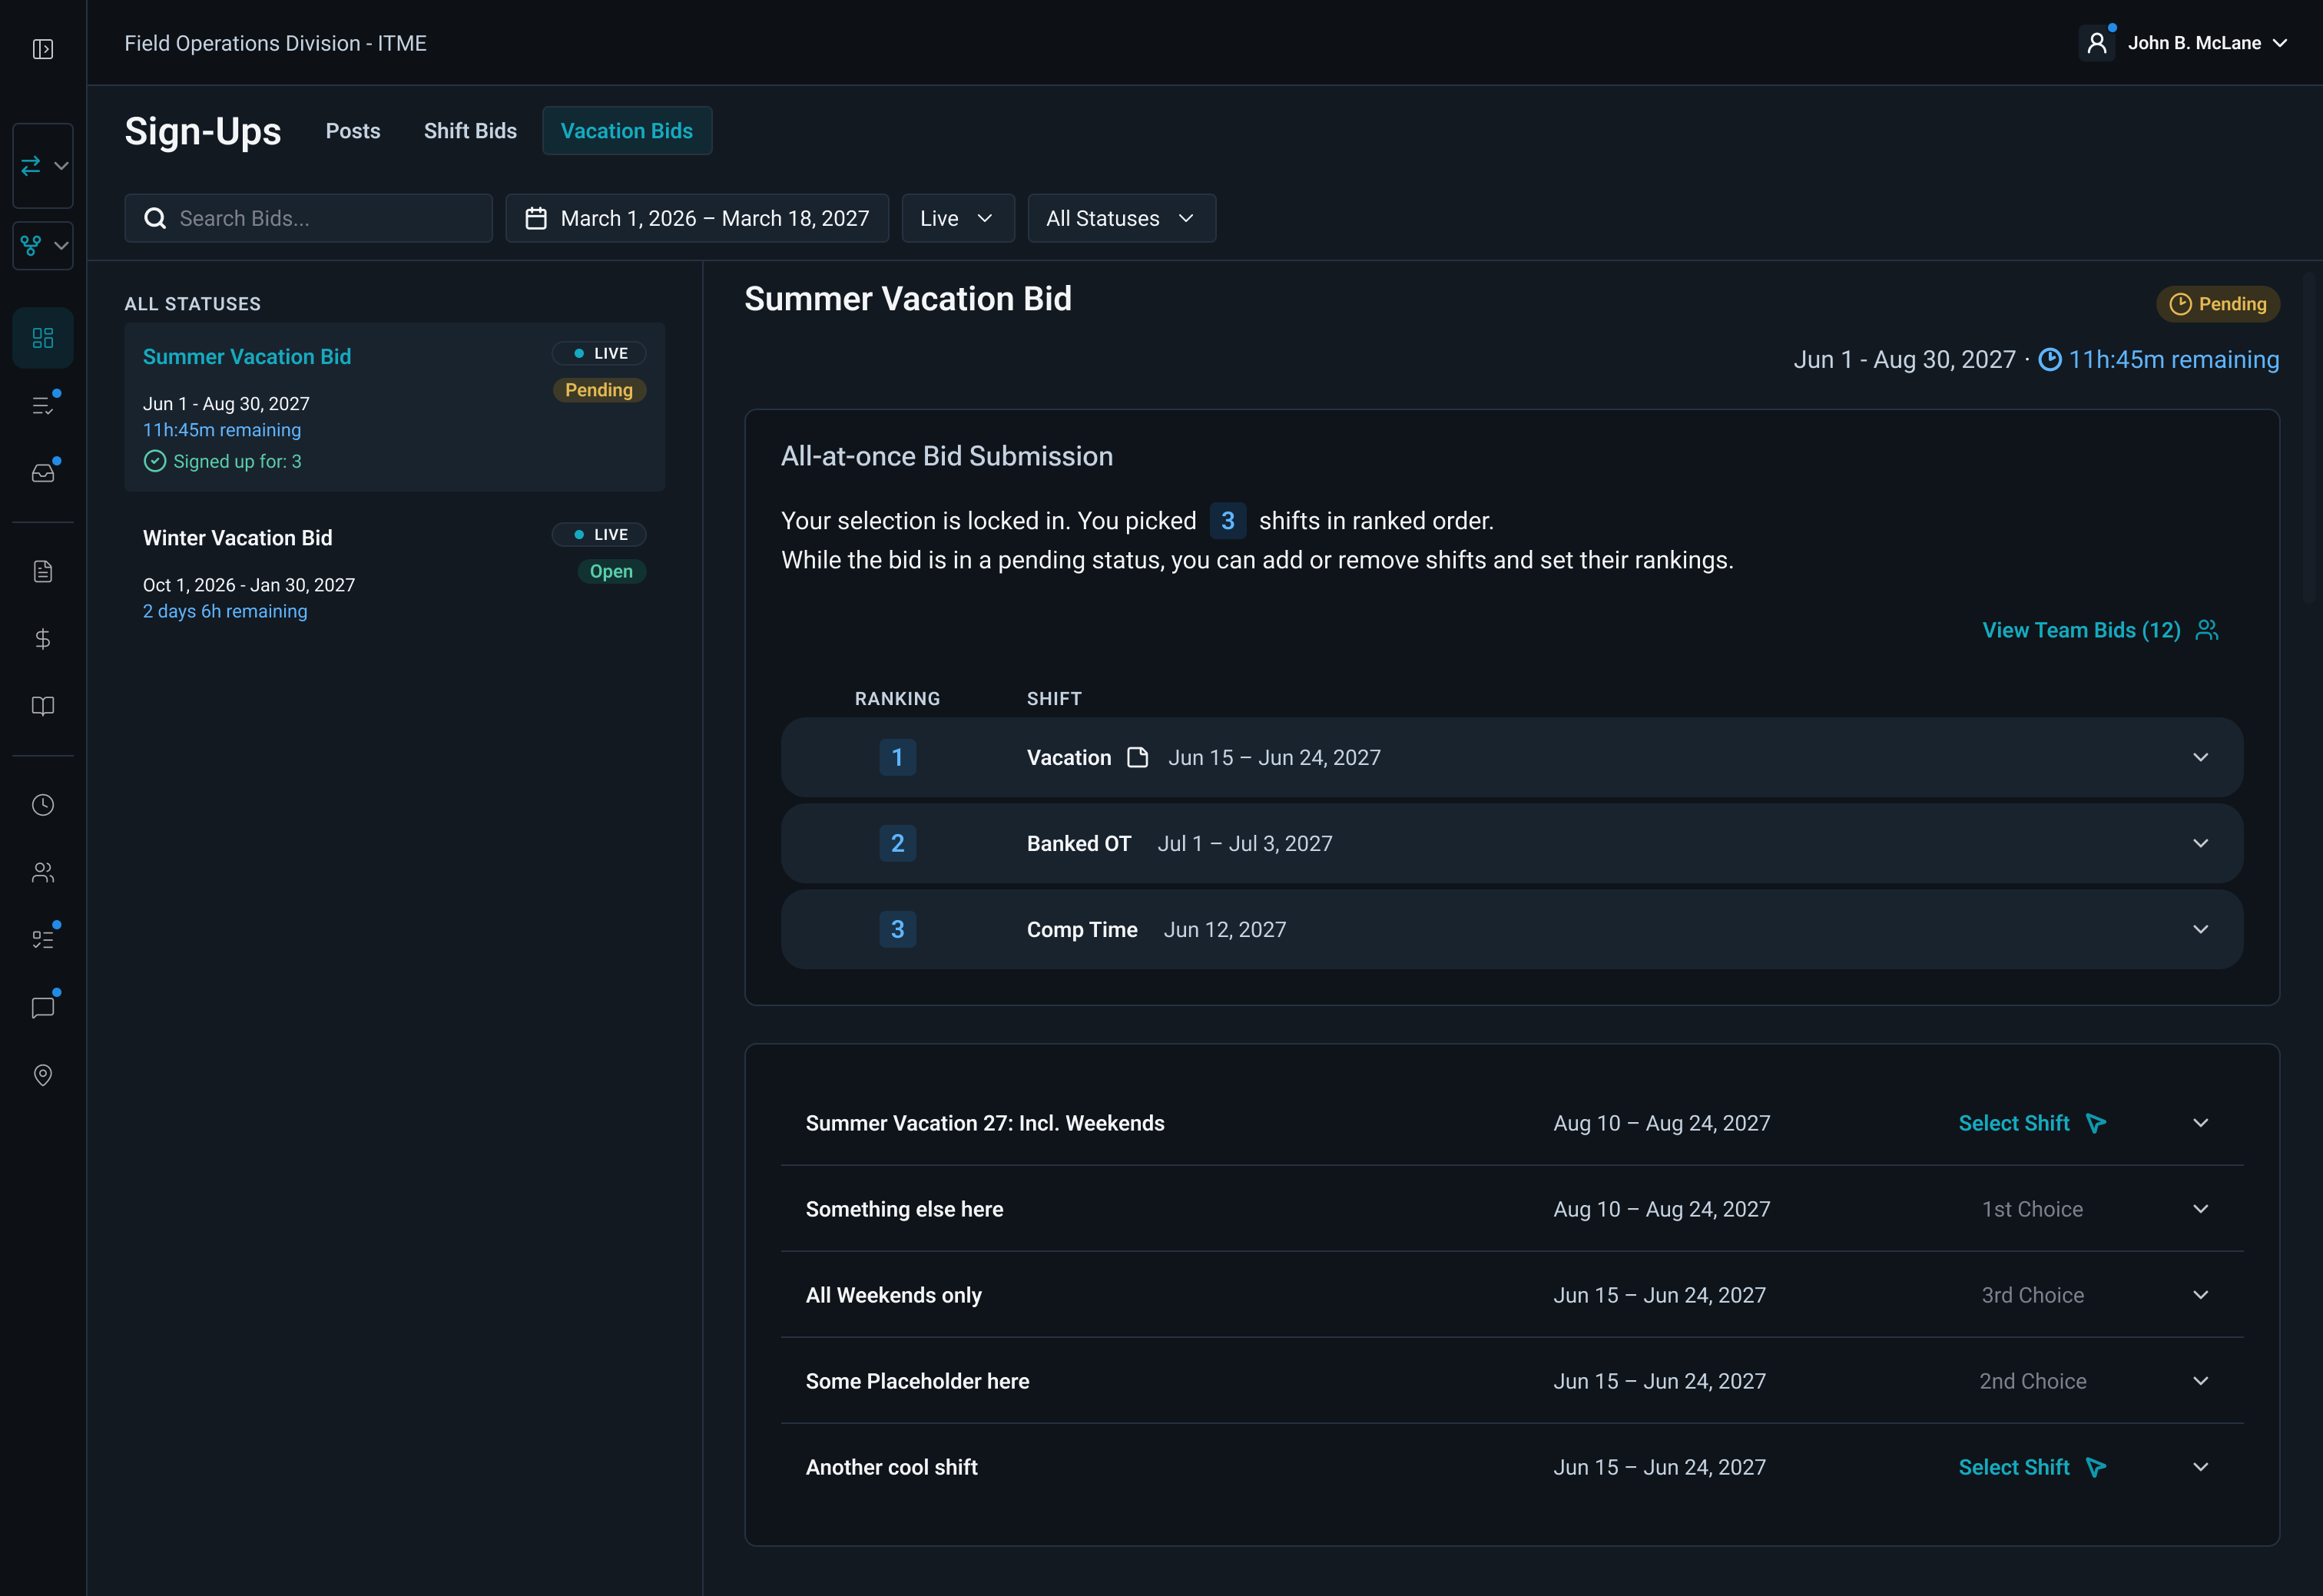 Field Operations Division - ITME
John B. McLane
Sign-Ups
Posts
Shift Bids
Vacation Bids
Search Bids...
March 1, 2026 – March 18, 2027
Live
All Statuses
ALL STATUSES
Summer Vacation Bid
LIVE
Pending
Jun 1 - Aug 30, 2027
11h:45m remaining
Signed up for: 3
Winter Vacation Bid
LIVE
Open
Oct 1, 2026 - Jan 30, 2027
2 days 6h remaining
Summer Vacation Bid
Pending
Jun 1 - Aug 30, 2027 · 11h:45m remaining
All-at-once Bid Submission
Your selection is locked in. You picked 3 shifts in ranked order.
While the bid is in a pending status, you can add or remove shifts and set their rankings.
View Team Bids (12)
RANKING SHIFT
1 Vacation Jun 15 – Jun 24, 2027
2 Banked OT Jul 1 – Jul 3, 2027
3 Comp Time Jun 12, 2027
Summer Vacation 27: Incl. Weekends Aug 10 – Aug 24, 2027 Select Shift
Something else here Aug 10 – Aug 24, 2027 1st Choice
All Weekends only Jun 15 – Jun 24, 2027 3rd Choice
Some Placeholder here Jun 15 – Jun 24, 2027 2nd Choice
Another cool shift Jun 15 – Jun 24, 2027 Select Shift